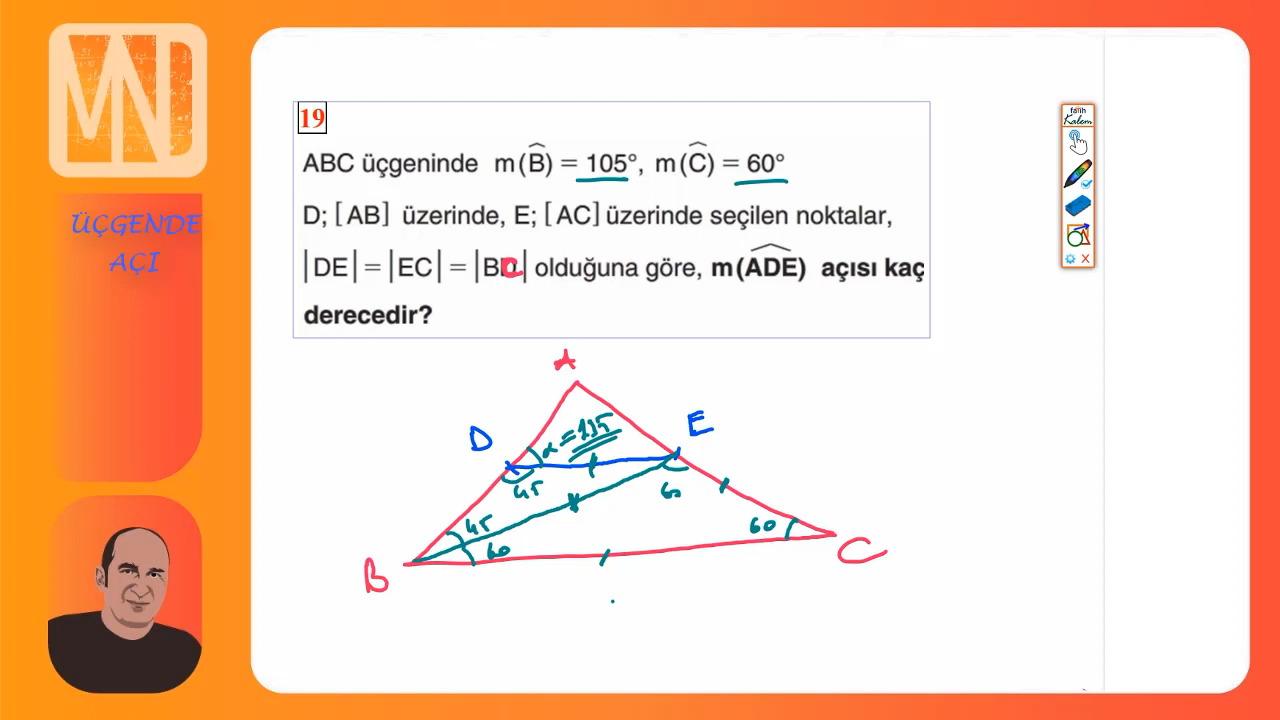 ÜÇGENDE
AÇI
19
ABC üçgeninde m(B) = 105°, m(C) = 60°
D; [AB] üzerinde, E; [AC] üzerinde seçilen noktalar,
|DE| = |EC| = |BC| olduğuna göre, m(ADE) açısı kaç
derecedir?
fatih
Kalem
A
D
E
α = 135
45
60
45
60
60
B
C